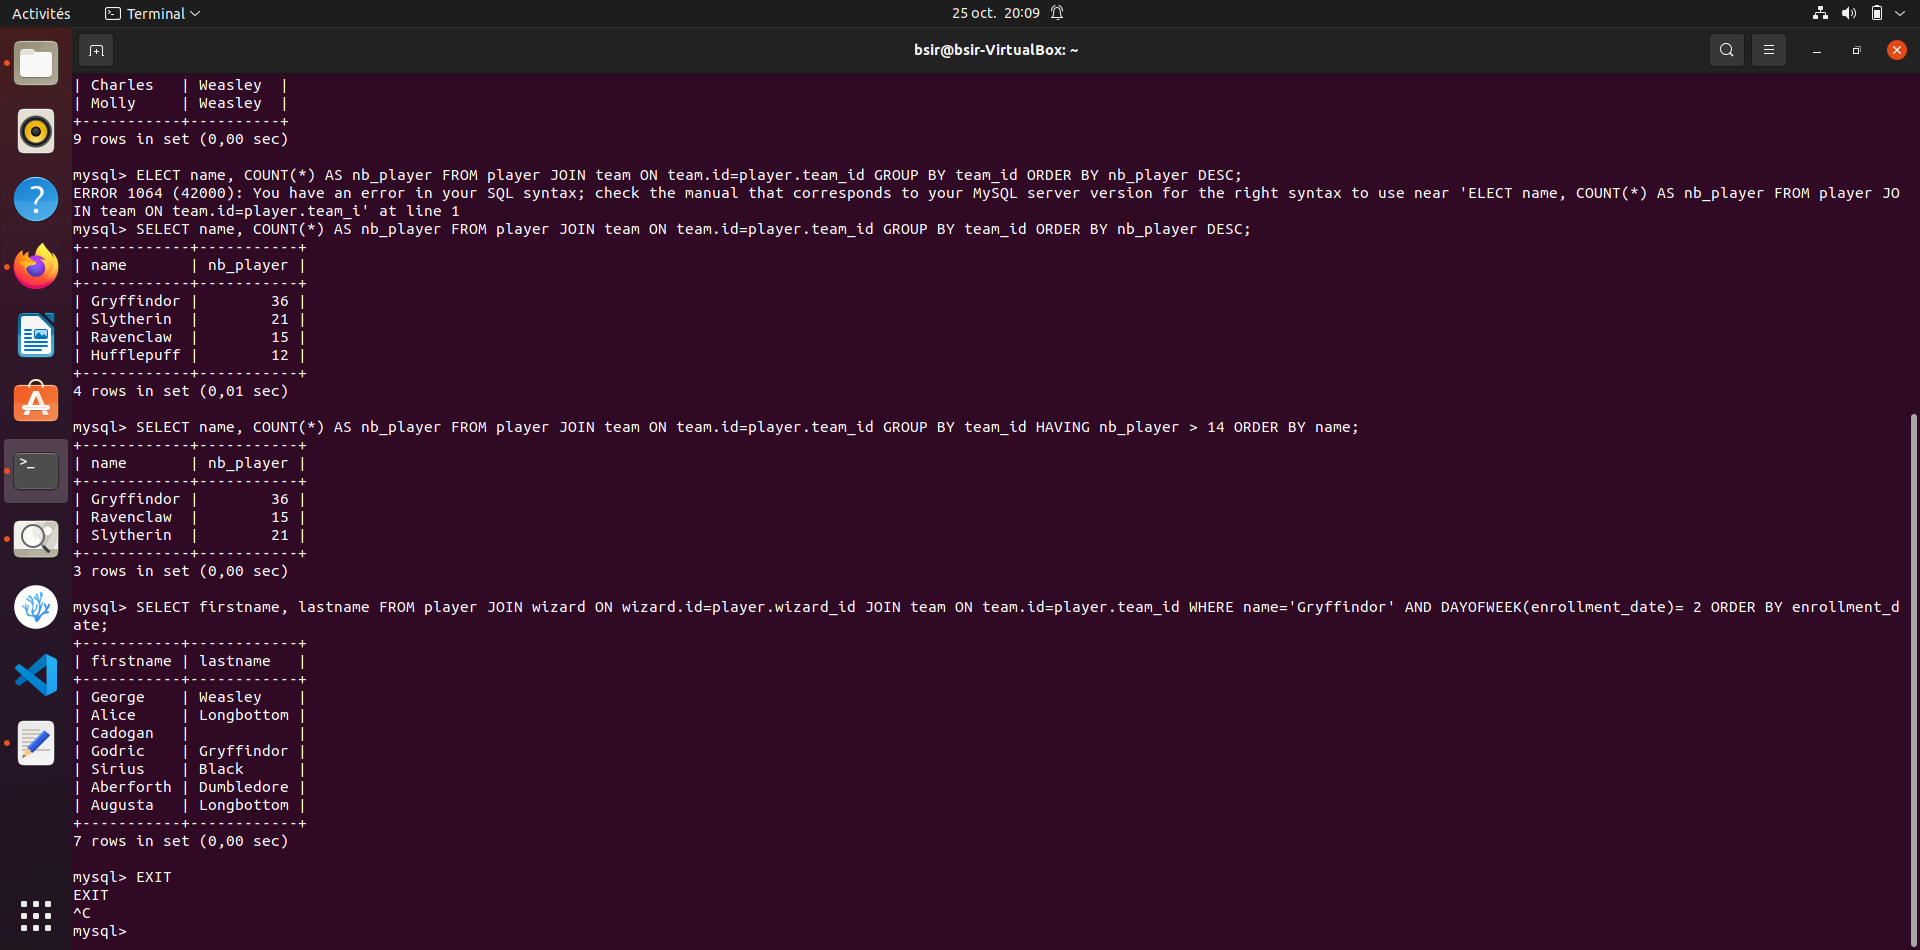 Activités
Terminal
25 oct. 20:09
bsir@bsir-VirtualBox: ~
| Charles   | Weasley  |
| Molly     | Weasley  |
+-----------+----------+
9 rows in set (0,00 sec)
mysql> ELECT name, COUNT(*) AS nb_player FROM player JOIN team ON team.id=player.team_id GROUP BY team_id ORDER BY nb_player DESC;
ERROR 1064 (42000): You have an error in your SQL syntax; check the manual that corresponds to your MySQL server version for the right syntax to use near 'ELECT name, COUNT(*) AS nb_player FROM player JO
IN team ON team.id=player.team_i' at line 1
mysql> SELECT name, COUNT(*) AS nb_player FROM player JOIN team ON team.id=player.team_id GROUP BY team_id ORDER BY nb_player DESC;
+------------+-----------+
| name       | nb_player |
+------------+-----------+
| Gryffindor |        36 |
| Slytherin  |        21 |
| Ravenclaw  |        15 |
| Hufflepuff |        12 |
+------------+-----------+
4 rows in set (0,01 sec)
mysql> SELECT name, COUNT(*) AS nb_player FROM player JOIN team ON team.id=player.team_id GROUP BY team_id HAVING nb_player > 14 ORDER BY name;
+------------+-----------+
| name       | nb_player |
+------------+-----------+
| Gryffindor |        36 |
| Ravenclaw  |        15 |
| Slytherin  |        21 |
+------------+-----------+
3 rows in set (0,00 sec)
mysql> SELECT firstname, lastname FROM player JOIN wizard ON wizard.id=player.wizard_id JOIN team ON team.id=player.team_id WHERE name='Gryffindor' AND DAYOFWEEK(enrollment_date)= 2 ORDER BY enrollment_d
ate;
+-----------+------------+
| firstname | lastname   |
+-----------+------------+
| George    | Weasley    |
| Alice     | Longbottom |
| Cadogan   |            |
| Godric    | Gryffindor |
| Sirius    | Black      |
| Aberforth | Dumbledore |
| Augusta   | Longbottom |
+-----------+------------+
7 rows in set (0,00 sec)
mysql> EXIT
EXIT
^C
mysql>